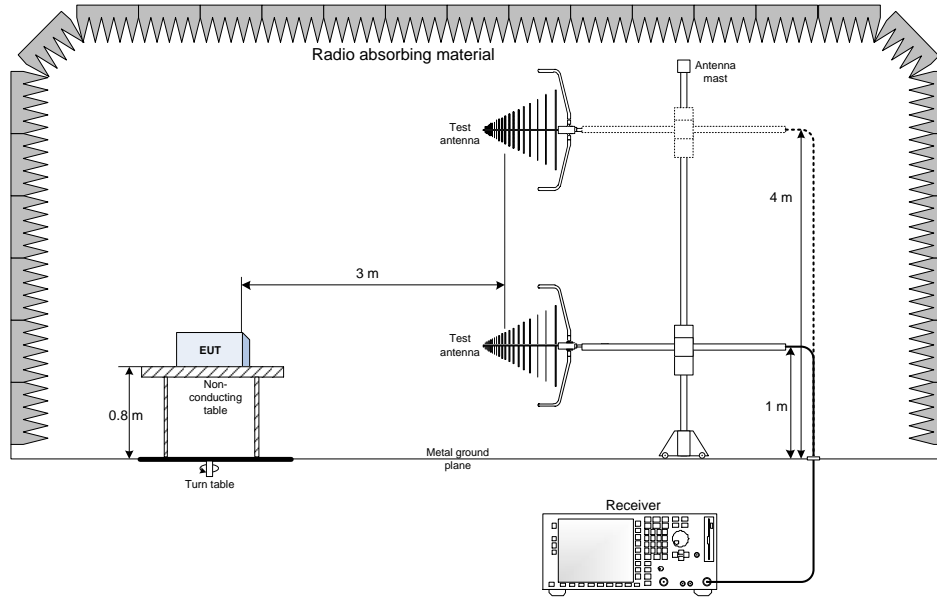 Radio absorbing material
Antenna
mast
Test
antenna
4 m
3 m
Test
antenna
EUT
Non-
conducting
table
0.8 m
1 m
Metal ground
plane
Turn table
Receiver